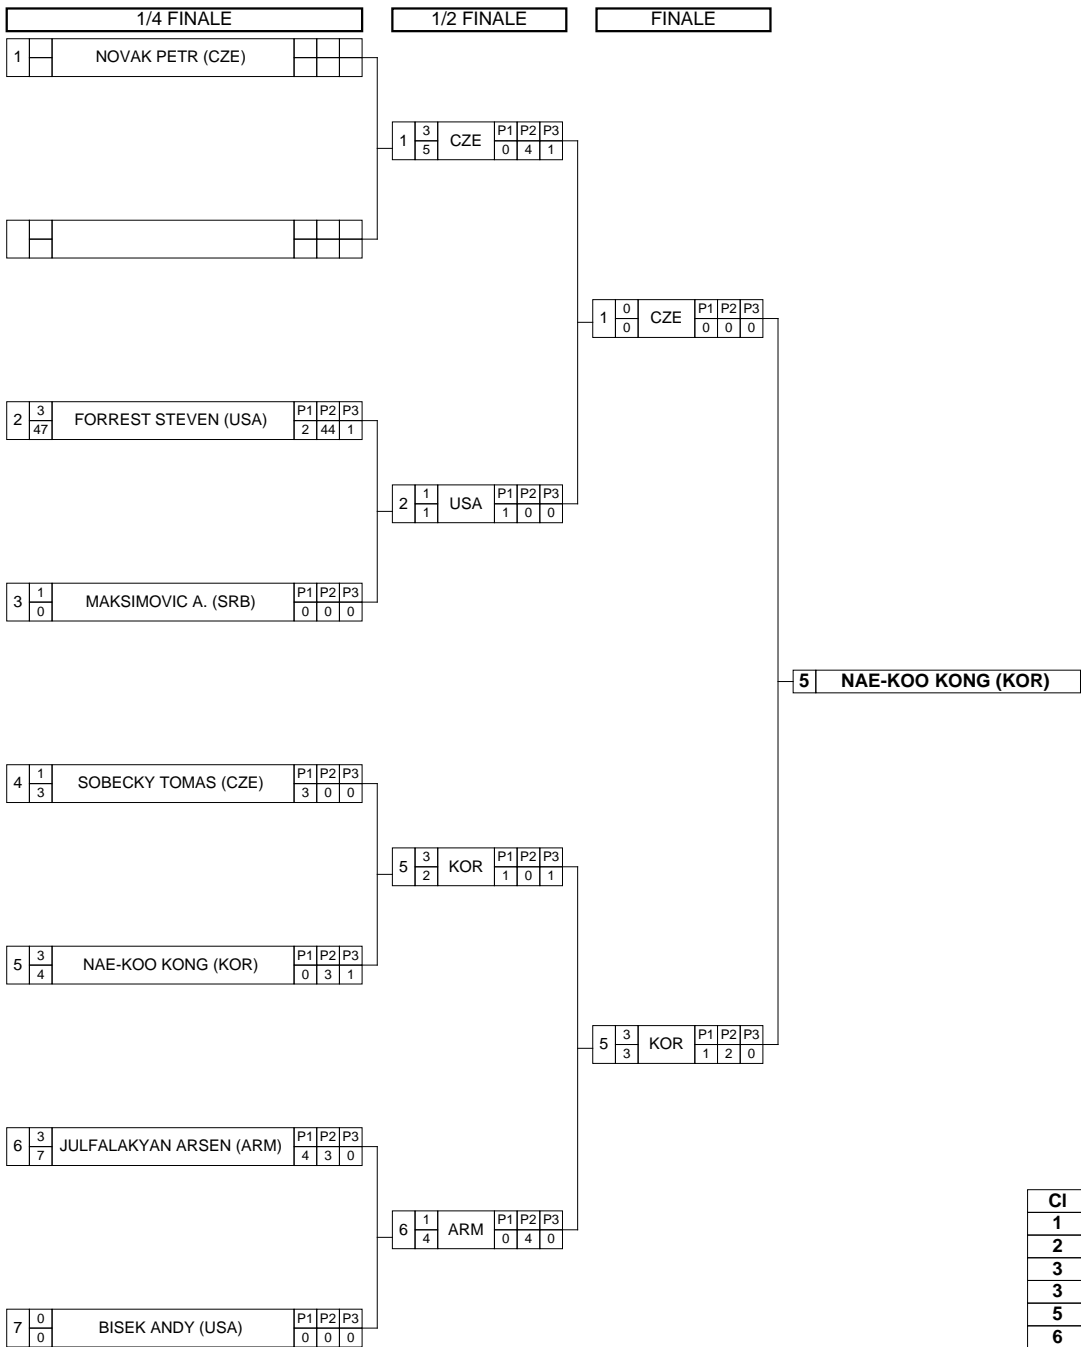 1/4 FINALE 1/2 FINALE FINALE
1 NOVAK PETR (CZE)
1 3 5 CZE P1 P2 P3 0 4 1
1 0 0 CZE P1 P2 P3 0 0 0
2 3 47 FORREST STEVEN (USA) P1 P2 P3 2 44 1
2 1 1 USA P1 P2 P3 1 0 0
3 1 0 MAKSIMOVIC A. (SRB) P1 P2 P3 0 0 0
5 NAE-KOO KONG (KOR)
4 1 3 SOBECKY TOMAS (CZE) P1 P2 P3 3 0 0
5 3 2 KOR P1 P2 P3 1 0 1
5 3 4 NAE-KOO KONG (KOR) P1 P2 P3 0 3 1
5 3 3 KOR P1 P2 P3 1 2 0
6 3 7 JULFALAKYAN ARSEN (ARM) P1 P2 P3 4 3 0
6 1 4 ARM P1 P2 P3 0 4 0
7 0 0 BISEK ANDY (USA) P1 P2 P3 0 0 0
Cl
1
2
3
3
5
6